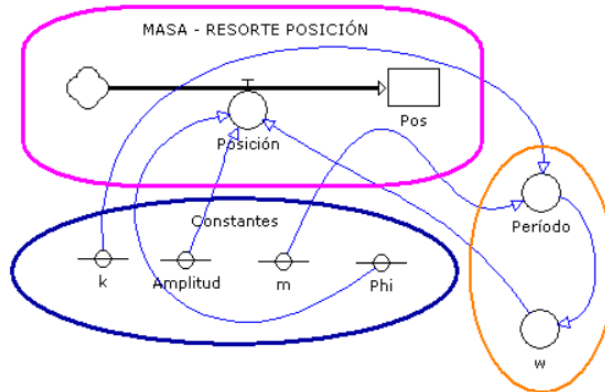 MASA - RESORTE POSICIÓN
Pos
Posición
Constantes
k
Amplitud
m
Phi
Período
w